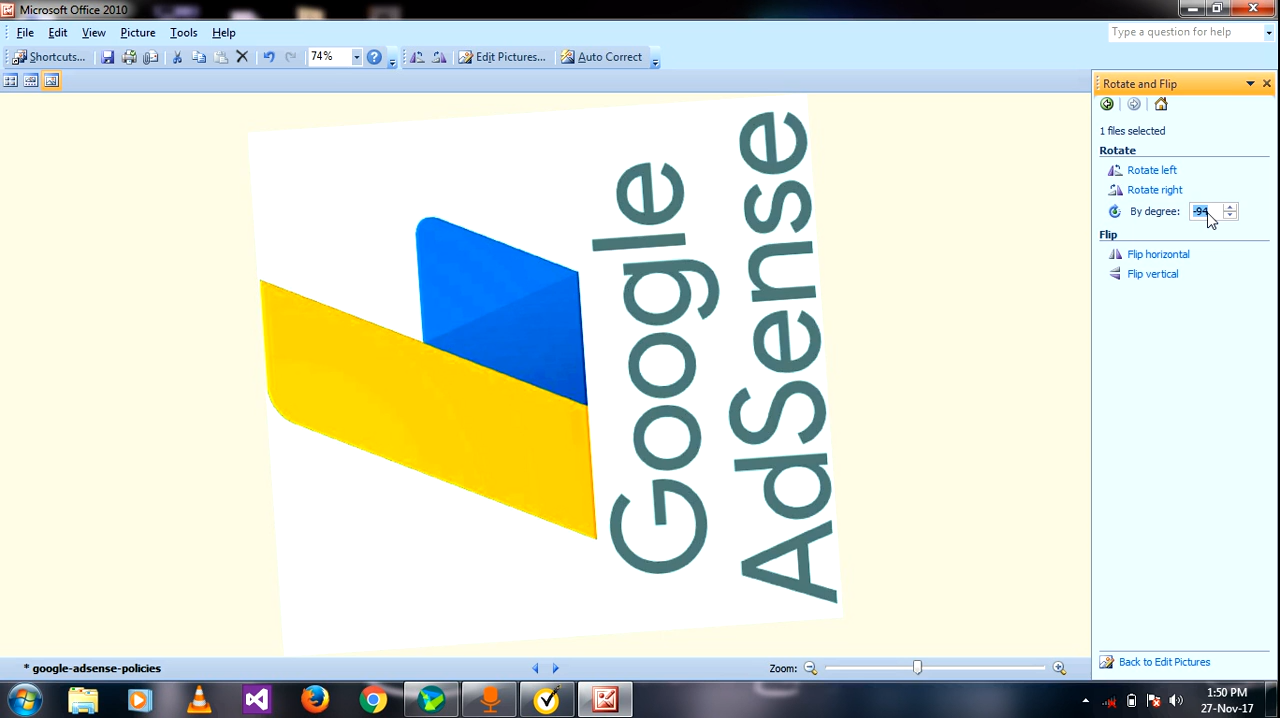 Microsoft Office 2010
File Edit View Picture Tools Help
Type a question for help
Shortcuts... 74% Edit Pictures... Auto Correct
Rotate and Flip
1 files selected
Rotate
Rotate left
Rotate right
By degree: -94
Flip
Flip horizontal
Flip vertical
Google
AdSense
Back to Edit Pictures
* google-adsense-policies
Zoom:
1:50 PM
27-Nov-17